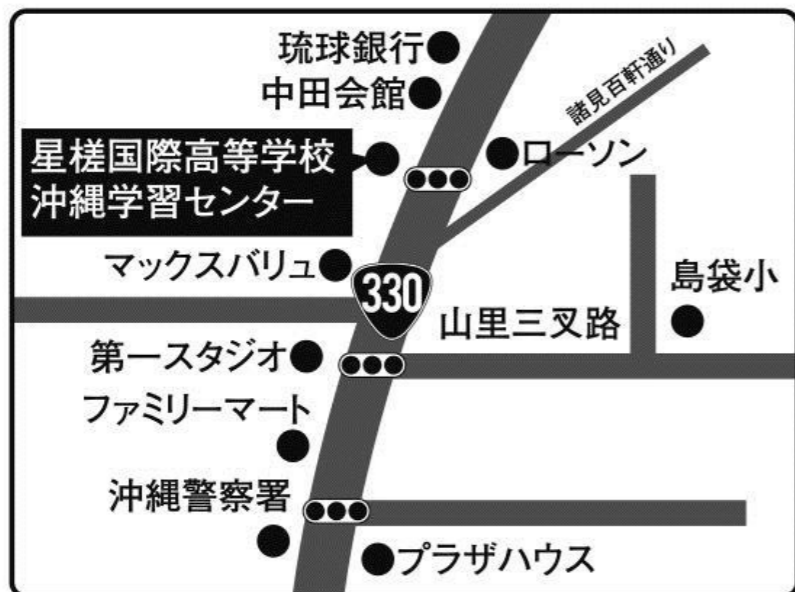 琉球銀行
中田会館
諸見百軒通り
星槎国際高等学校
沖縄学習センター
ローソン
マックスバリュ
330
島袋小
山里三叉路
第一スタジオ
ファミリーマート
沖縄警察署
プラザハウス